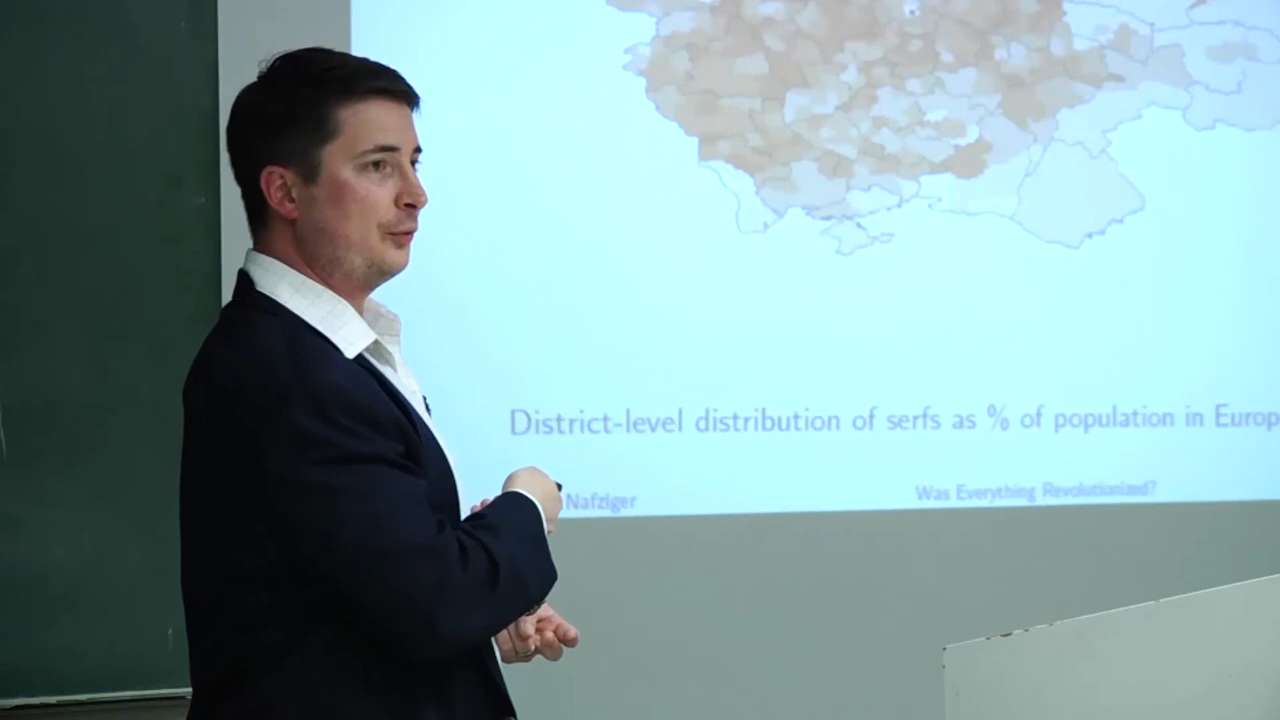 District-level distribution of serfs as % of population in Europ
Nafziger
Was Everything Revolutionized?